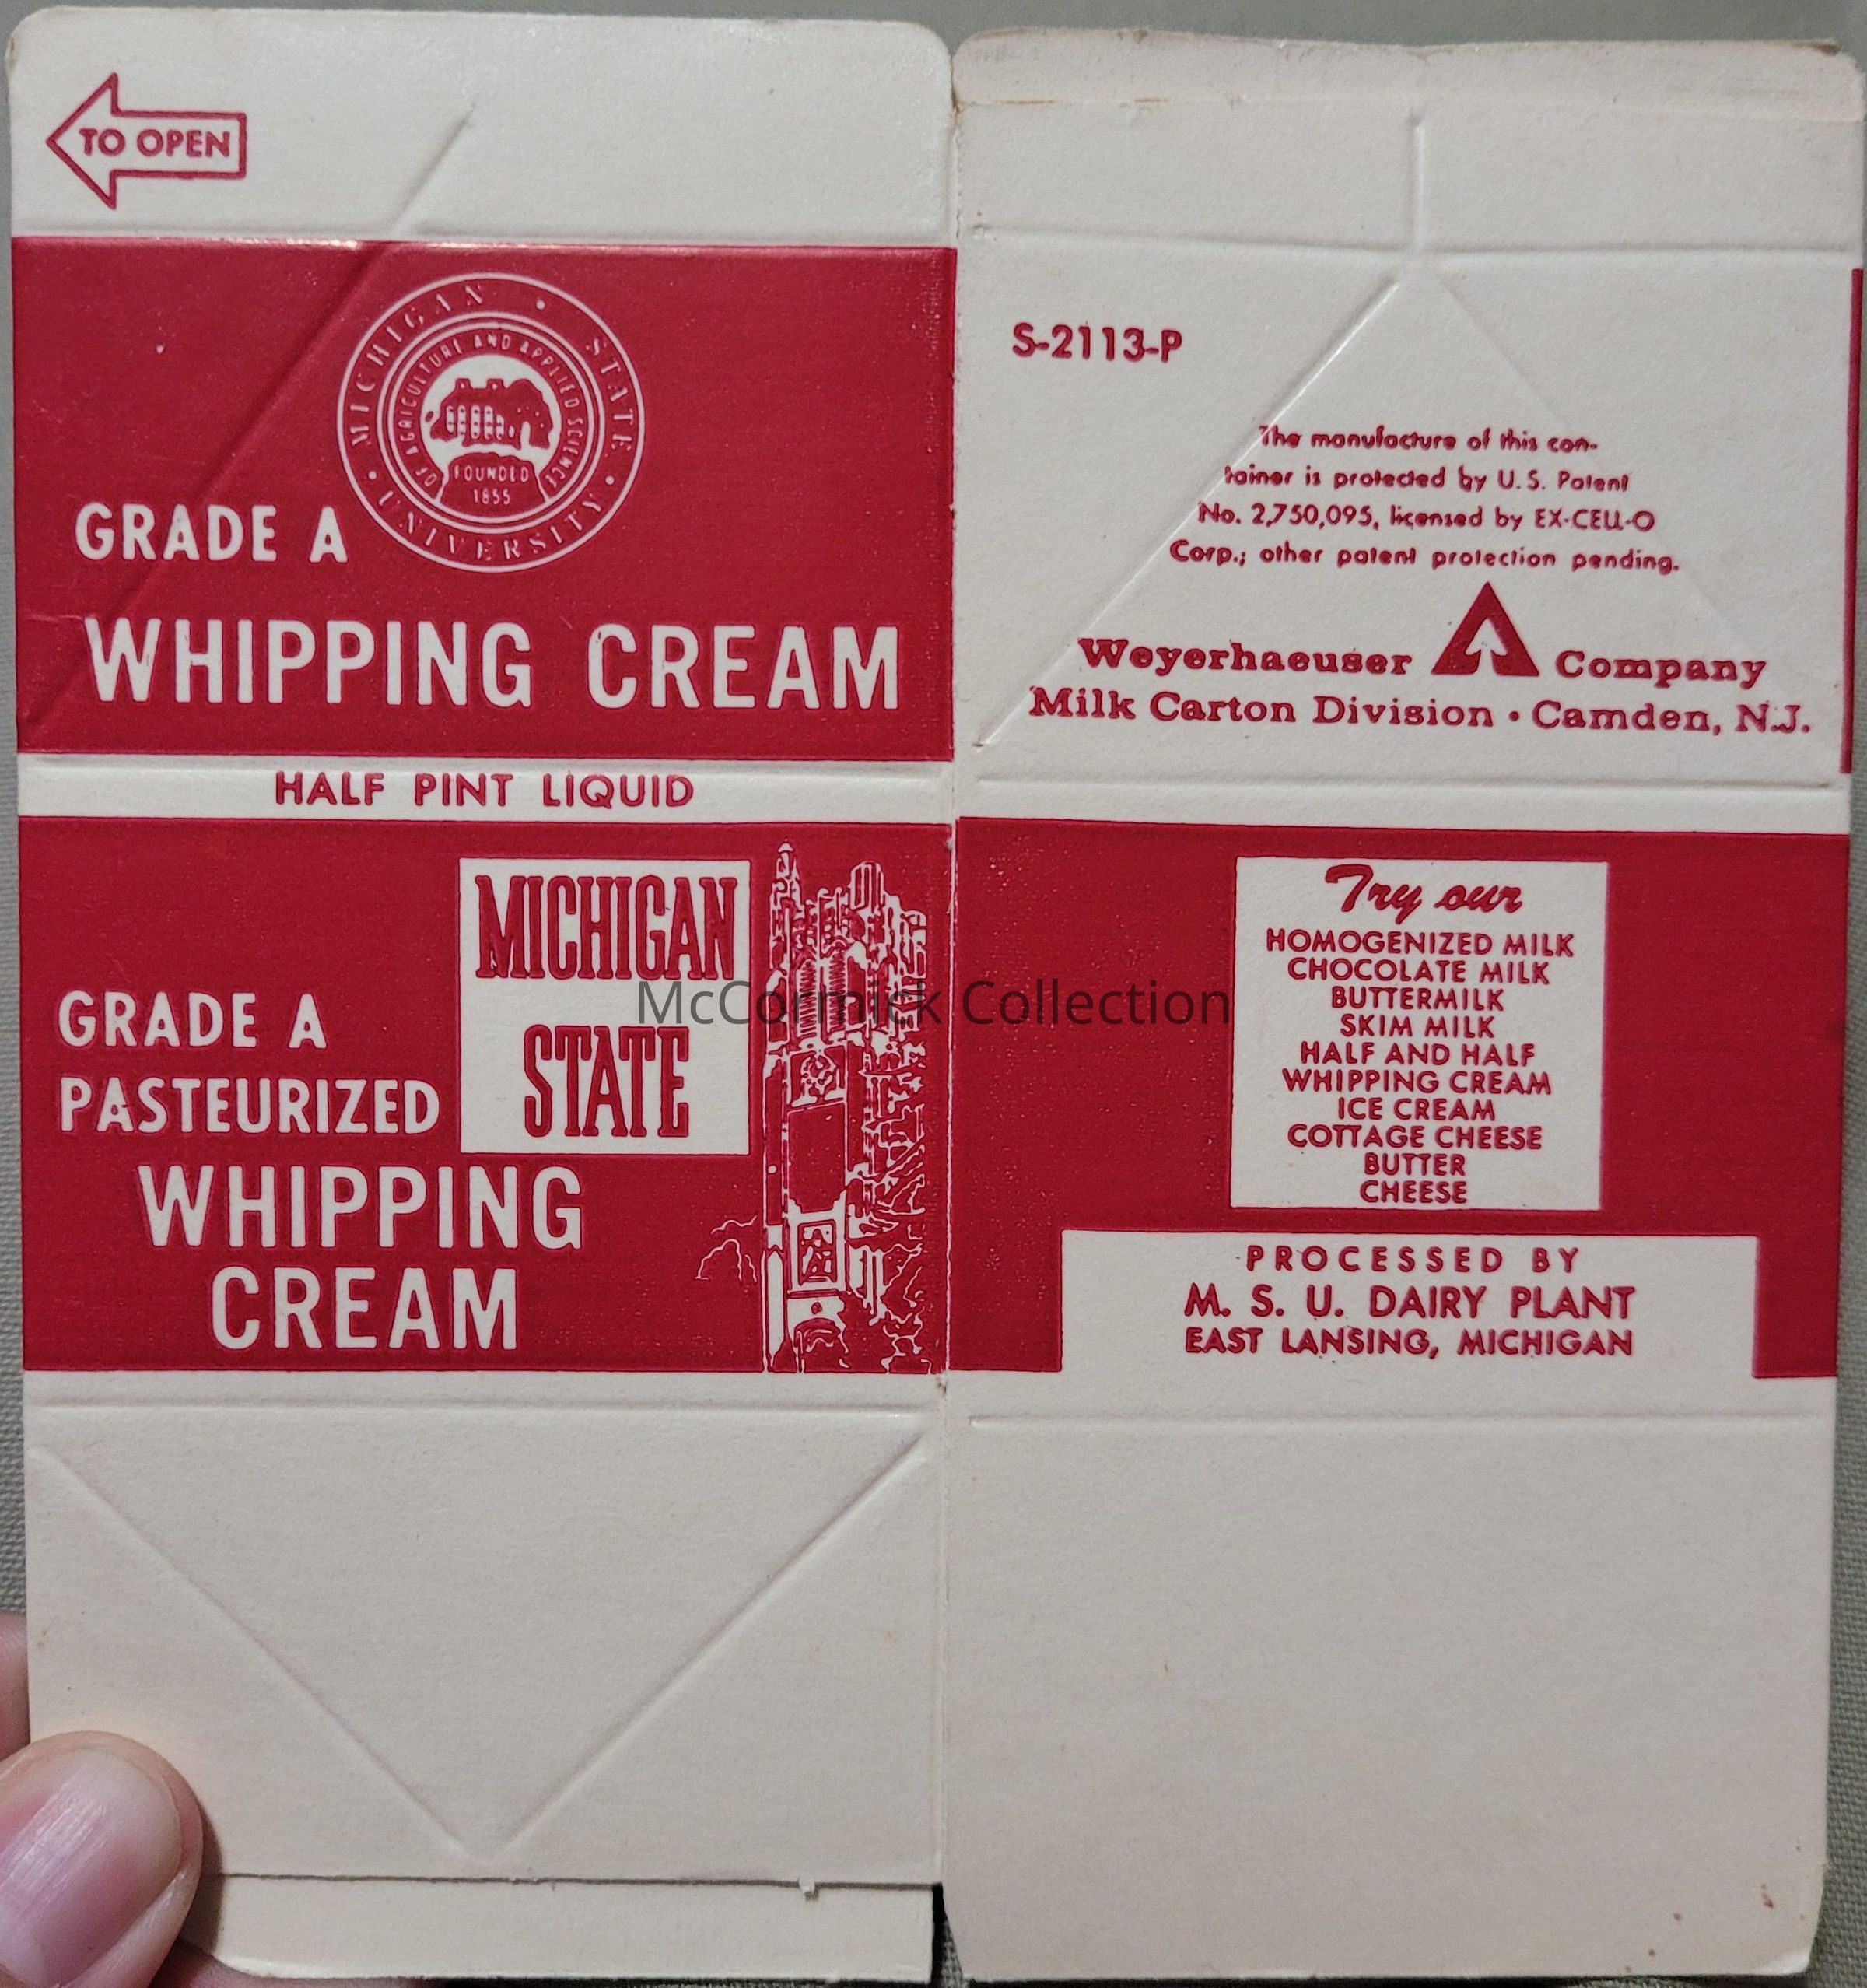 TO OPEN
MICHIGAN • STATE • UNIVERSITY •
OF AGRICULTURE AND APPLIED SCIENCE
FOUNDED
1855
GRADE A
WHIPPING CREAM
HALF PINT LIQUID
MICHIGAN
STATE
GRADE A
PASTEURIZED
WHIPPING
CREAM
S-2113-P
The manufacture of this con-
tainer is protected by U.S. Patent
No. 2,750,095, licensed by EX-CELL-O
Corp.; other patent protection pending.
Weyerhaeuser Company
Milk Carton Division • Camden, N.J.
Try our
HOMOGENIZED MILK
CHOCOLATE MILK
BUTTERMILK
SKIM MILK
HALF AND HALF
WHIPPING CREAM
ICE CREAM
COTTAGE CHEESE
BUTTER
CHEESE
PROCESSED BY
M. S. U. DAIRY PLANT
EAST LANSING, MICHIGAN
McCormick Collection